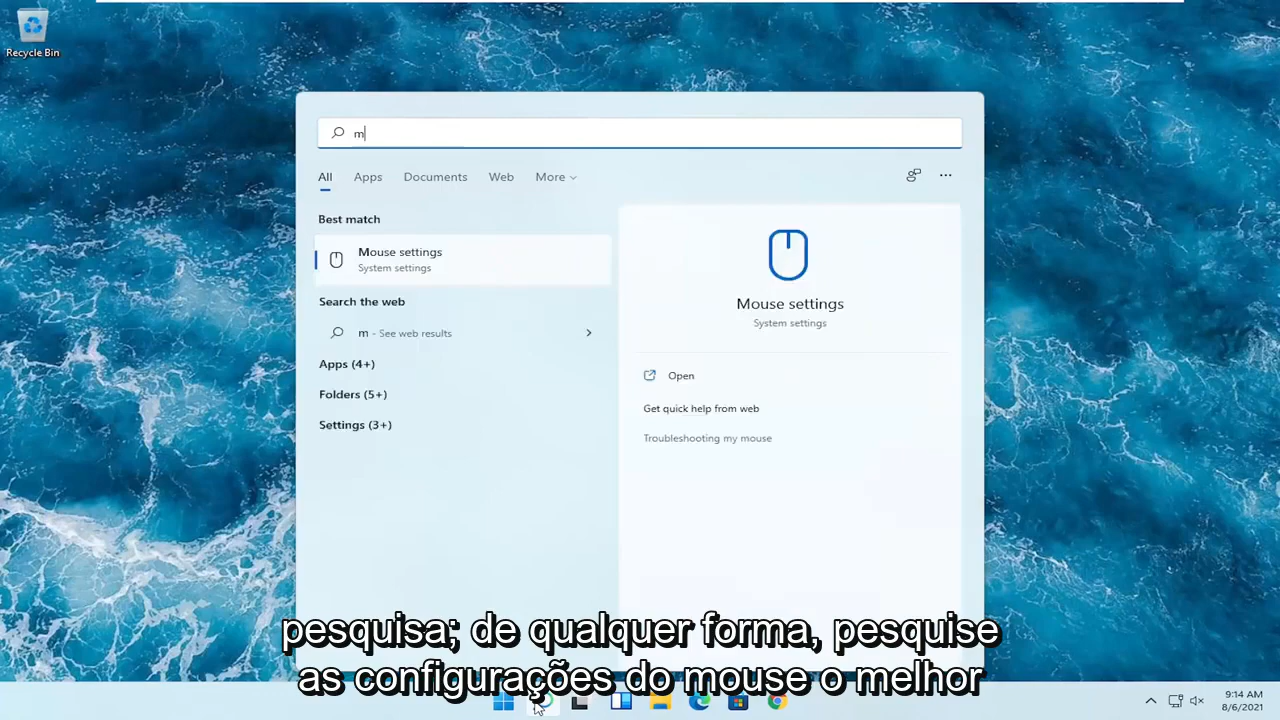 Recycle Bin
m
All Apps Documents Web More
Best match
Mouse settings
System settings
Search the web
m - See web results
Apps (4+)
Folders (5+)
Settings (3+)
Mouse settings
System settings
Open
Get quick help from web
Troubleshooting my mouse
pesquisa; de qualquer forma, pesquise
as configurações do mouse o melhor
9:14 AM
8/6/2021